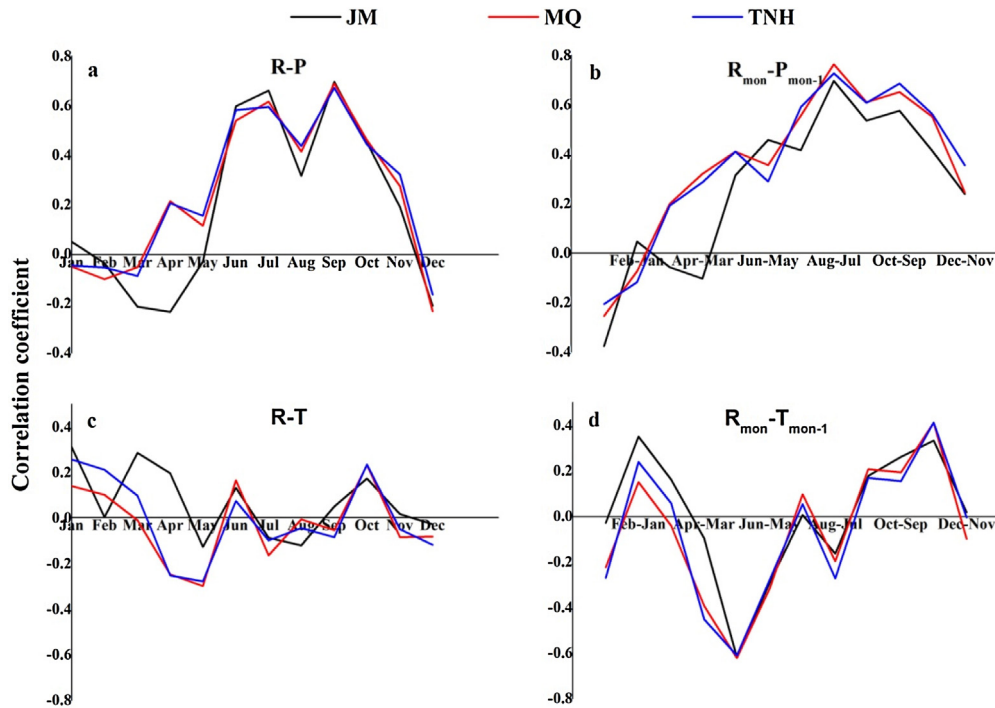 JM MQ TNH
Correlation coefficient
a
R-P
0.8
0.6
0.4
0.2
0.0
-0.2
-0.4
Jan Feb Mar Apr May Jun Jul Aug Sep Oct Nov Dec
b
Rmon-Pmon-1
0.8
0.6
0.4
0.2
0.0
-0.2
-0.4
Feb-Jan Apr-Mar Jun-May Aug-Jul Oct-Sep Dec-Nov
c
R-T
0.4
0.2
0.0
-0.2
-0.4
-0.6
-0.8
Jan Feb Mar Apr May Jun Jul Aug Sep Oct Nov Dec
d
Rmon-Tmon-1
0.4
0.2
0.0
-0.2
-0.4
-0.6
-0.8
Feb-Jan Apr-Mar Jun-May Aug-Jul Oct-Sep Dec-Nov